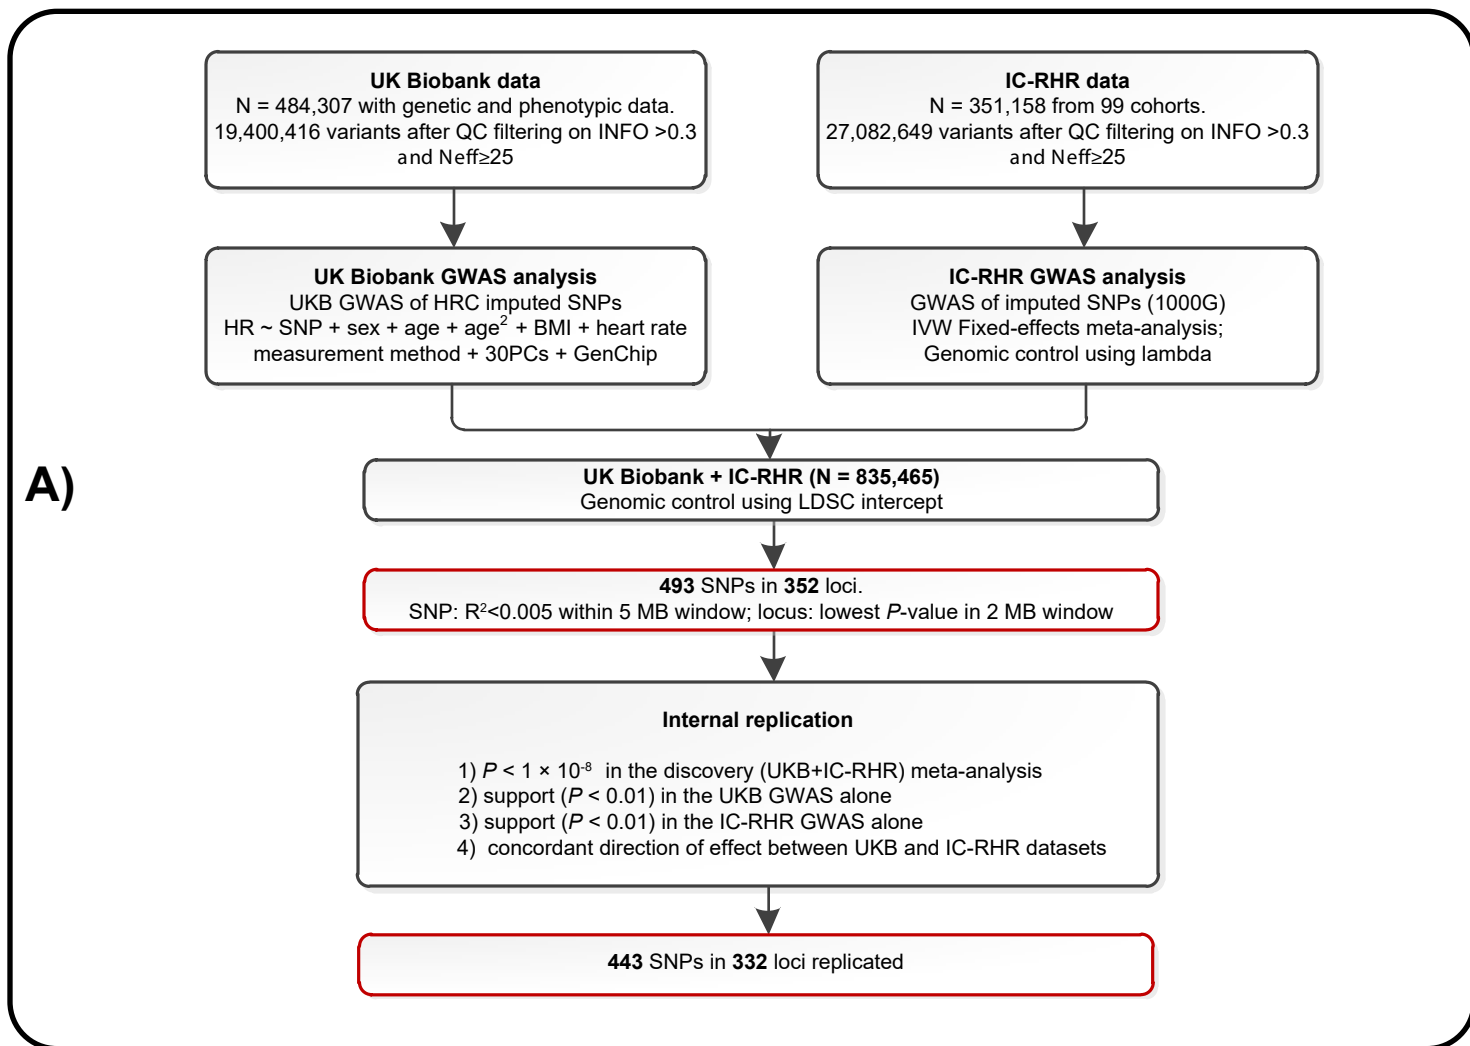 A)
UK Biobank data
N = 484,307 with genetic and phenotypic data.
19,400,416 variants after QC filtering on INFO >0.3
and Neff≥25
IC-RHR data
N = 351,158 from 99 cohorts.
27,082,649 variants after QC filtering on INFO >0.3
and Neff≥25
UK Biobank GWAS analysis
UKB GWAS of HRC imputed SNPs
HR ~ SNP + sex + age + age² + BMI + heart rate
measurement method + 30PCs + GenChip
IC-RHR GWAS analysis
GWAS of imputed SNPs (1000G)
IVW Fixed-effects meta-analysis;
Genomic control using lambda
UK Biobank + IC-RHR (N = 835,465)
Genomic control using LDSC intercept
493 SNPs in 352 loci.
SNP: R²<0.005 within 5 MB window; locus: lowest P-value in 2 MB window
Internal replication
1) P < 1 × 10⁻⁸ in the discovery (UKB+IC-RHR) meta-analysis
2) support (P < 0.01) in the UKB GWAS alone
3) support (P < 0.01) in the IC-RHR GWAS alone
4) concordant direction of effect between UKB and IC-RHR datasets
443 SNPs in 332 loci replicated